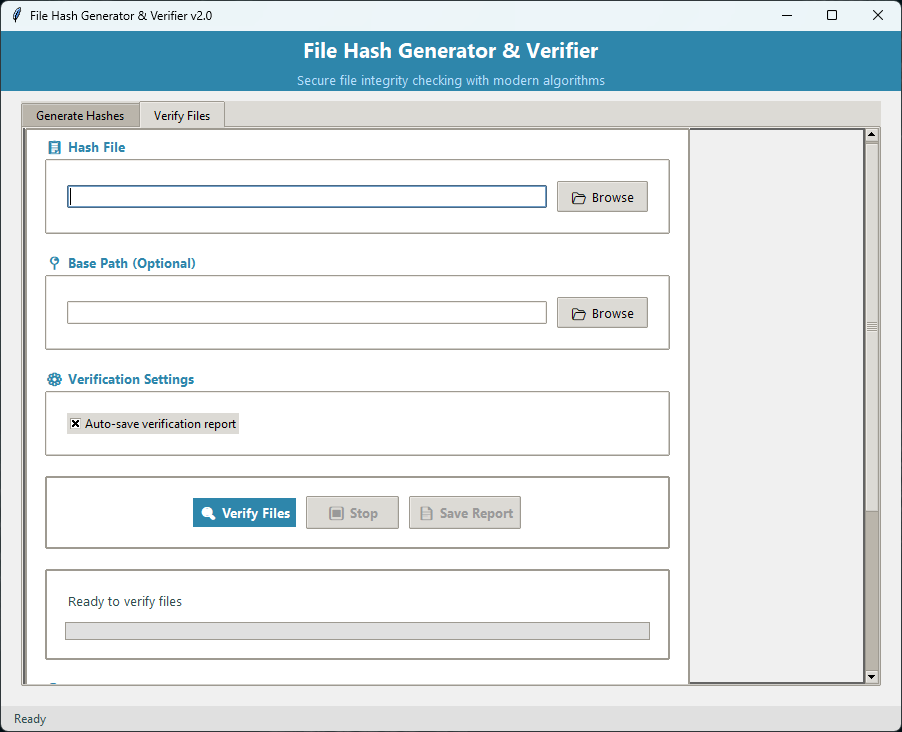 File Hash Generator & Verifier v2.0
File Hash Generator & Verifier
Secure file integrity checking with modern algorithms
Generate Hashes
Verify Files
Hash File
Browse
Base Path (Optional)
Browse
Verification Settings
Auto-save verification report
Verify Files
Stop
Save Report
Ready to verify files
Ready